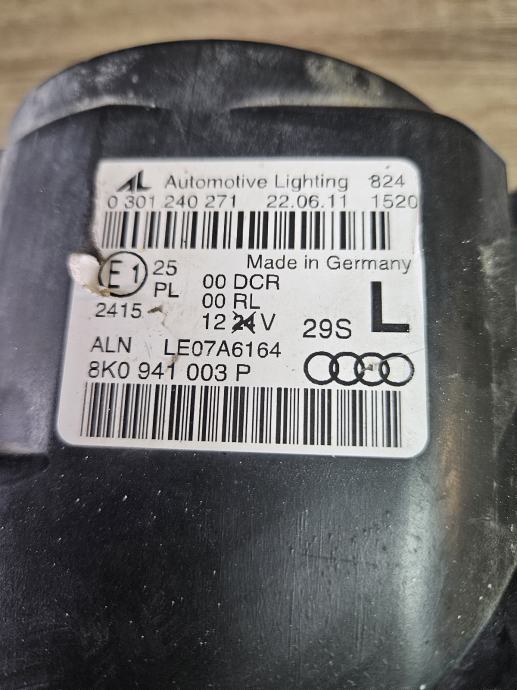 AL Automotive Lighting 824
0 301 240 271 22.06.11 1520
Made in Germany
E1 25 00 DCR
PL 00 RL L
2415 12 24 V 29S
ALN LE07A6164
8K0 941 003 P